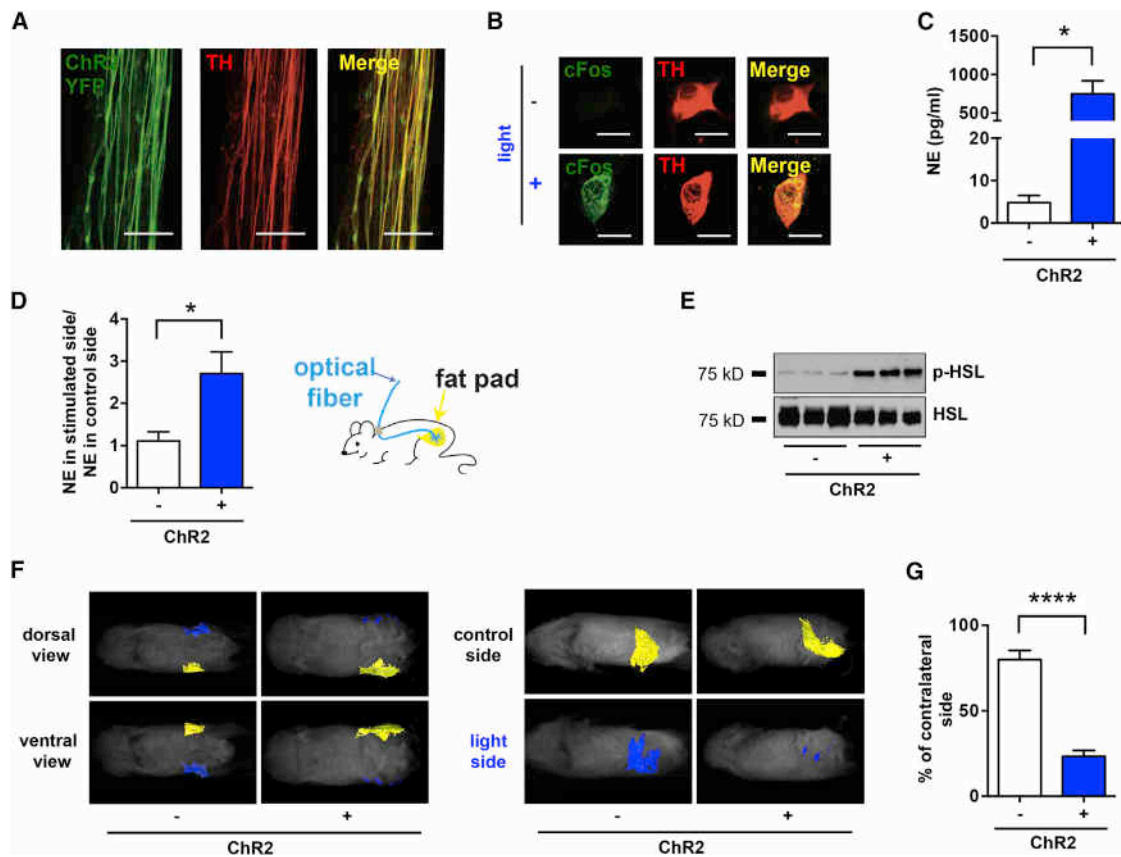 A
ChR2
YFP
TH
Merge
B
light
-
+
cFos
TH
Merge
cFos
TH
Merge
C
*
NE (pg/ml)
1500
1000
500
20
10
0
- +
ChR2
D
*
NE in stimulated side/
NE in control side
4
3
2
1
0
- +
ChR2
optical
fiber
fat pad
E
75 kD
p-HSL
75 kD
HSL
- +
ChR2
F
dorsal
view
ventral
view
- +
ChR2
control
side
light
side
- +
ChR2
G
****
% of contralateral
side
100
50
0
- +
ChR2